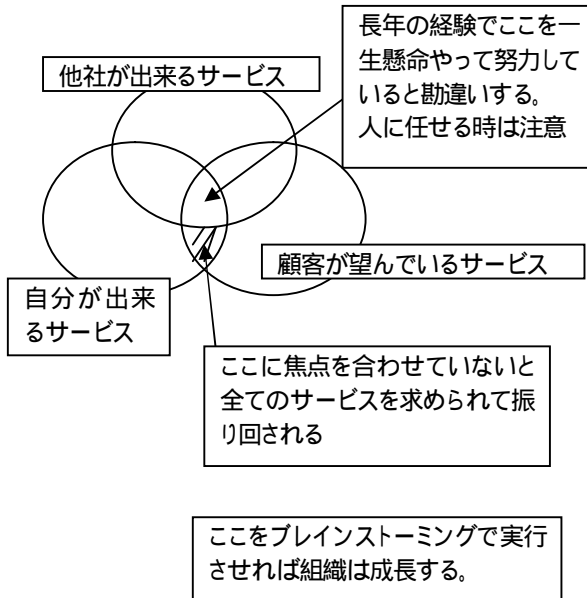 長年の経験でここを一
生懸命やって努力して
いると勘違いする。
人に任せる時は注意
他社が出来るサービス
顧客が望んでいるサービス
自分が出来
るサービス
ここに焦点を合わせていないと
全てのサービスを求められて振
り回される
ここをブレインストーミングで実行
させれば組織は成長する。